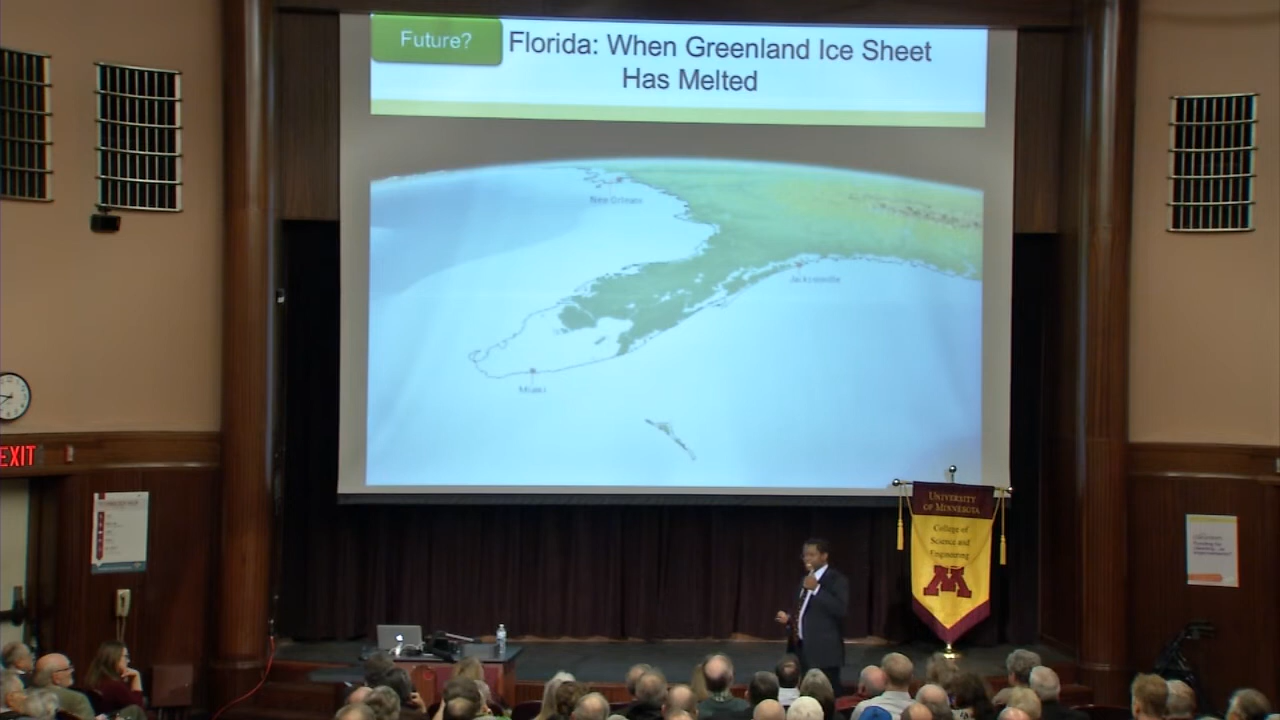 Future?
Florida: When Greenland Ice Sheet
Has Melted
New Orleans
Jacksonville
Miami
EXIT
UNIVERSITY
OF MINNESOTA
College of
Science and
Engineering
M